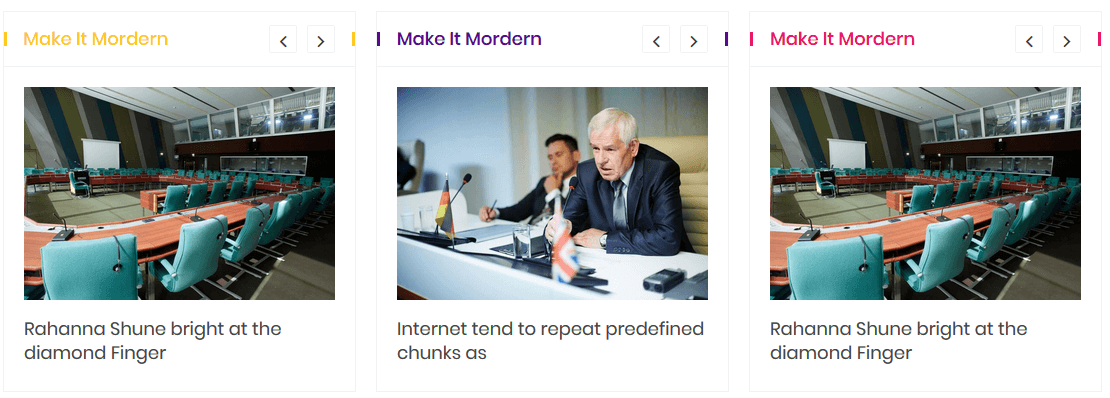 Make It Mordern
Make It Mordern
Make It Mordern
Rahanna Shune bright at the
diamond Finger
Internet tend to repeat predefined
chunks as
Rahanna Shune bright at the
diamond Finger